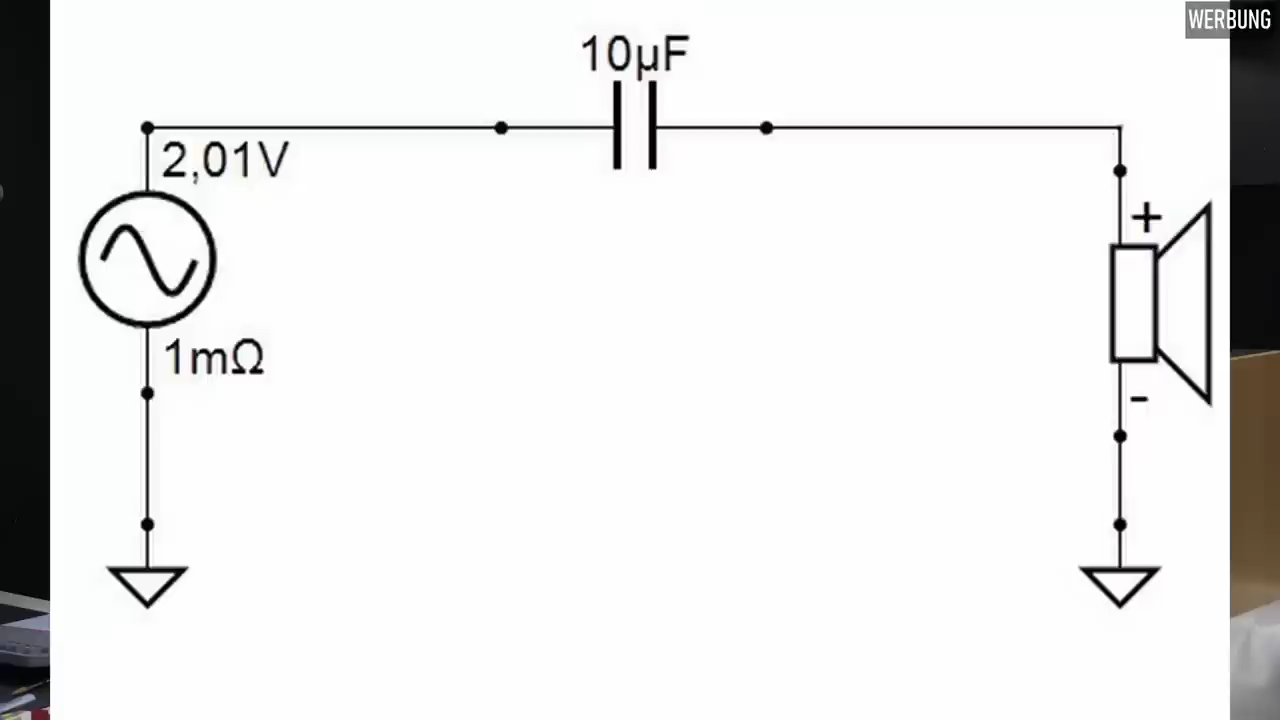 WERBUNG
10µF
2,01V
+
1mΩ
-